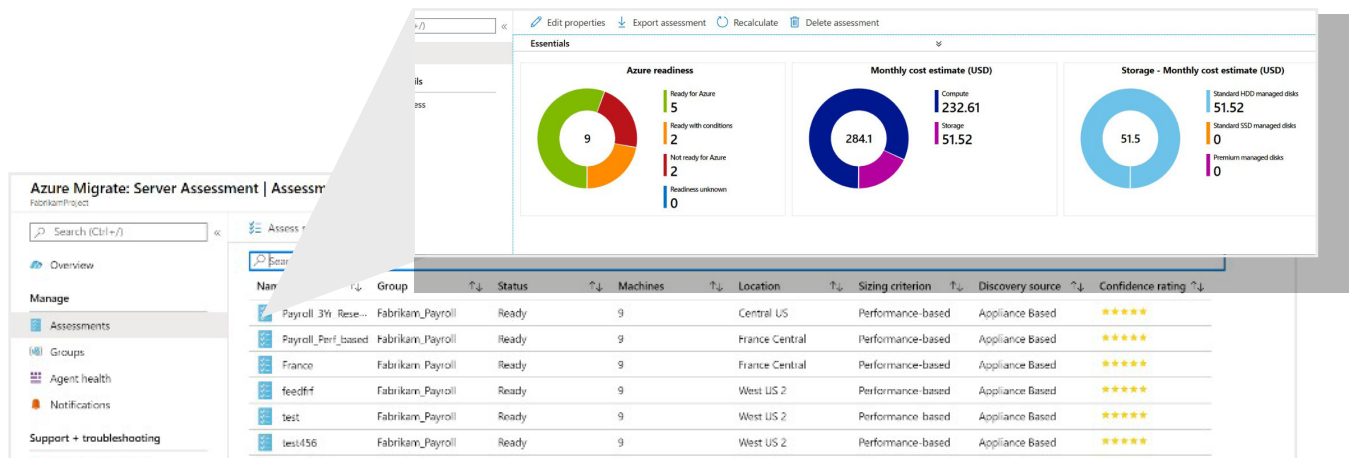 +/)
«
Edit properties
Export assessment
Recalculate
Delete assessment
Essentials
ils
ess
Azure readiness
9
Ready for Azure
5
Ready with conditions
2
Not ready for Azure
2
Readiness unknown
0
Monthly cost estimate (USD)
284.1
Compute
232.61
Storage
51.52
Storage - Monthly cost estimate (USD)
51.5
Standard HDD managed disks
51.52
Standard SSD managed disks
0
Premium managed disks
0
Azure Migrate: Server Assessment | Assessm
FabrikamProject
Search (Ctrl+/)
«
Overview
Manage
Assessments
Groups
Agent health
Notifications
Support + troubleshooting
Assess
Sear
Nam ↑↓ Group ↑↓ Status ↑↓ Machines ↑↓ Location ↑↓ Sizing criterion ↑↓ Discovery source ↑↓ Confidence rating ↑↓
Payroll_3Yr_Rese... Fabrikam_Payroll Ready 9 Central US Performance-based Appliance Based ★★★★★
Payroll_Perf_based Fabrikam_Payroll Ready 9 France Central Performance-based Appliance Based ★★★★★
France Fabrikam_Payroll Ready 9 France Central Performance-based Appliance Based ★★★★★
feedfrf Fabrikam_Payroll Ready 9 West US 2 Performance-based Appliance Based ★★★★★
test Fabrikam_Payroll Ready 9 West US 2 Performance-based Appliance Based ★★★★★
test456 Fabrikam_Payroll Ready 9 West US 2 Performance-based Appliance Based ★★★★★